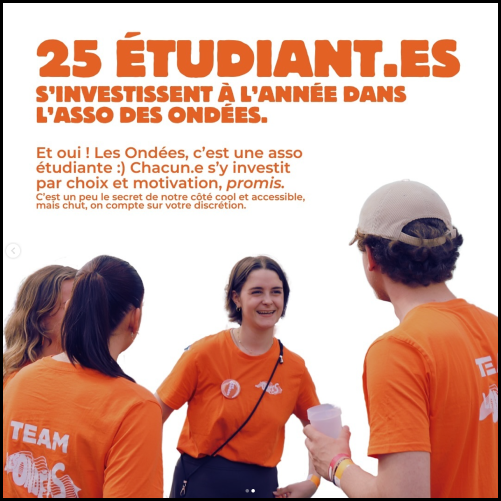 25 ÉTUDIANT.ES
S'INVESTISSENT À L'ANNÉE DANS
L'ASSO DES ONDÉES.
Et oui ! Les Ondées, c'est une asso
étudiante :) Chacun.e s'y investit
par choix et motivation, promis.
C'est un peu le secret de notre côté cool et accessible,
mais chut, on compte sur votre discrétion.
TEAM
ONDÉES
TE